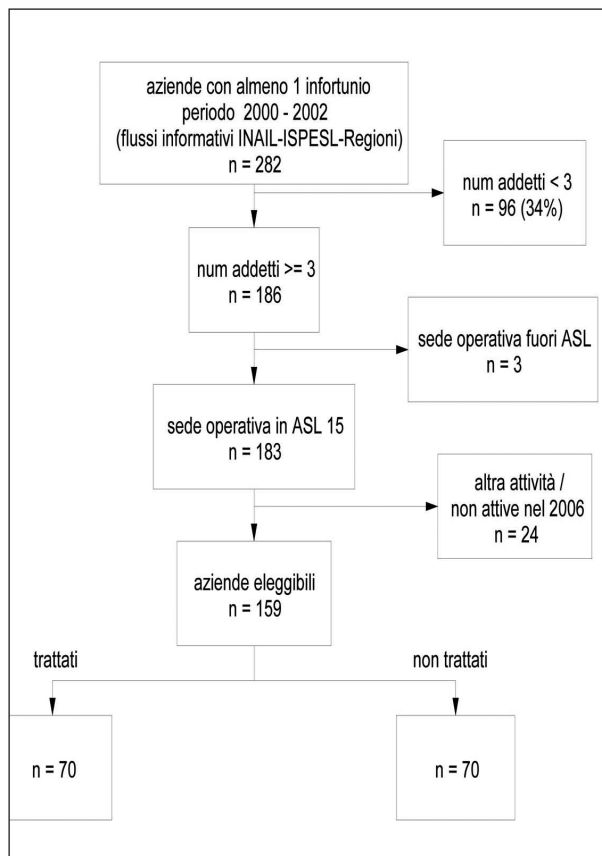 aziende con almeno 1 infortunio
periodo 2000 - 2002
(flussi informativi INAIL-ISPESL-Regioni)
n = 282
num addetti < 3
n = 96 (34%)
num addetti >= 3
n = 186
sede operativa fuori ASL
n = 3
sede operativa in ASL 15
n = 183
altra attività /
non attive nel 2006
n = 24
aziende eleggibili
n = 159
trattati
non trattati
n = 70
n = 70